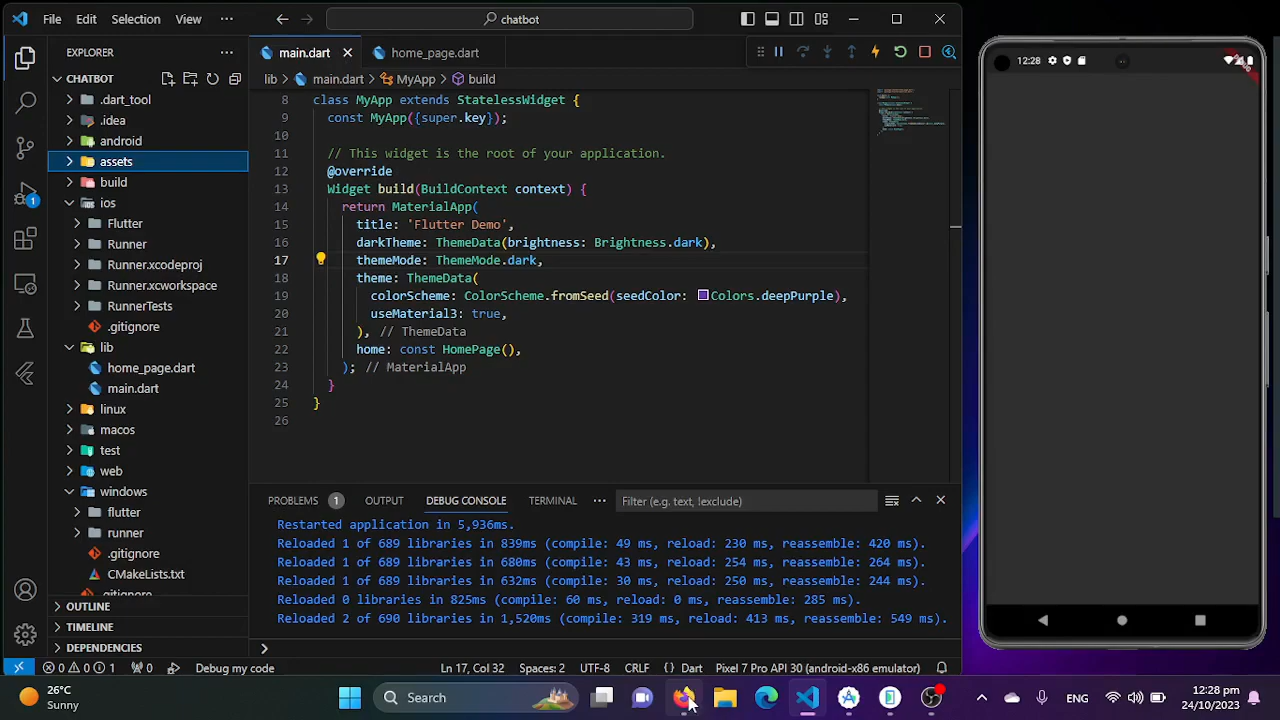 File Edit Selection View ··· chatbot
EXPLORER ···
CHATBOT
.dart_tool
.idea
android
assets
build
ios
Flutter
Runner
Runner.xcodeproj
Runner.xcworkspace
RunnerTests
.gitignore
lib
home_page.dart
main.dart
linux
macos
test
web
windows
flutter
runner
.gitignore
CMakeLists.txt
.gitignore
OUTLINE
TIMELINE
DEPENDENCIES
1
main.dart home_page.dart
lib > main.dart > MyApp > build
8 class MyApp extends StatelessWidget {
9 const MyApp({super.key});
10
11 // This widget is the root of your application.
12 @override
13 Widget build(BuildContext context) {
14 return MaterialApp(
15 title: 'Flutter Demo',
16 darkTheme: ThemeData(brightness: Brightness.dark),
17 themeMode: ThemeMode.dark,
18 theme: ThemeData(
19 colorScheme: ColorScheme.fromSeed(seedColor: Colors.deepPurple),
20 useMaterial3: true,
21 ), // ThemeData
22 home: const HomePage(),
23 ); // MaterialApp
24 }
25 }
26
PROBLEMS 1 OUTPUT DEBUG CONSOLE TERMINAL ··· Filter (e.g. text, !exclude)
Restarted application in 5,936ms.
Reloaded 1 of 689 libraries in 839ms (compile: 49 ms, reload: 230 ms, reassemble: 420 ms).
Reloaded 1 of 689 libraries in 680ms (compile: 43 ms, reload: 254 ms, reassemble: 264 ms).
Reloaded 1 of 689 libraries in 632ms (compile: 30 ms, reload: 250 ms, reassemble: 244 ms).
Reloaded 0 libraries in 825ms (compile: 60 ms, reload: 0 ms, reassemble: 285 ms).
Reloaded 2 of 690 libraries in 1,520ms (compile: 319 ms, reload: 413 ms, reassemble: 549 ms).
>
0 0 1 0 Debug my code Ln 17, Col 32 Spaces: 2 UTF-8 CRLF {} Dart Pixel 7 Pro API 30 (android-x86 emulator)
12:28
26°C
Sunny
Search
ENG
12:28 pm
24/10/2023